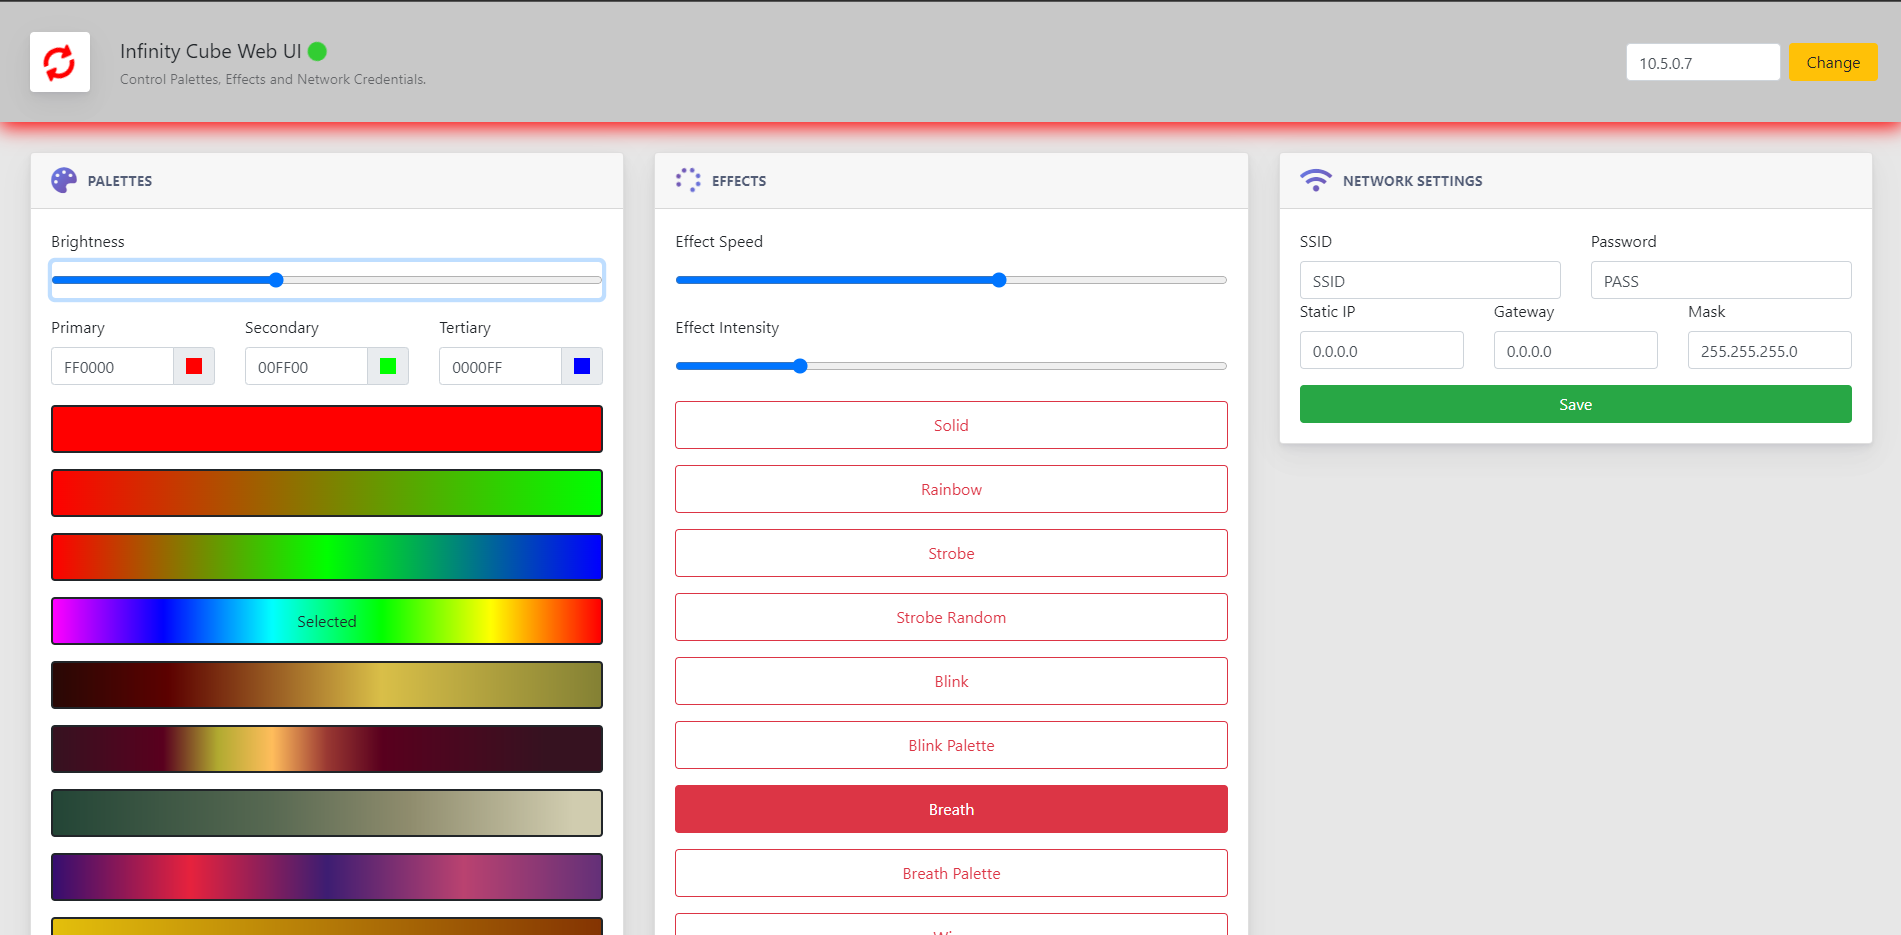 Infinity Cube Web UI
Control Palettes, Effects and Network Credentials.
10.5.0.7
Change
PALETTES
Brightness
Primary
Secondary
Tertiary
FF0000
00FF00
0000FF
Selected
EFFECTS
Effect Speed
Effect Intensity
Solid
Rainbow
Strobe
Strobe Random
Blink
Blink Palette
Breath
Breath Palette
NETWORK SETTINGS
SSID
Password
SSID
PASS
Static IP
Gateway
Mask
0.0.0.0
0.0.0.0
255.255.255.0
Save